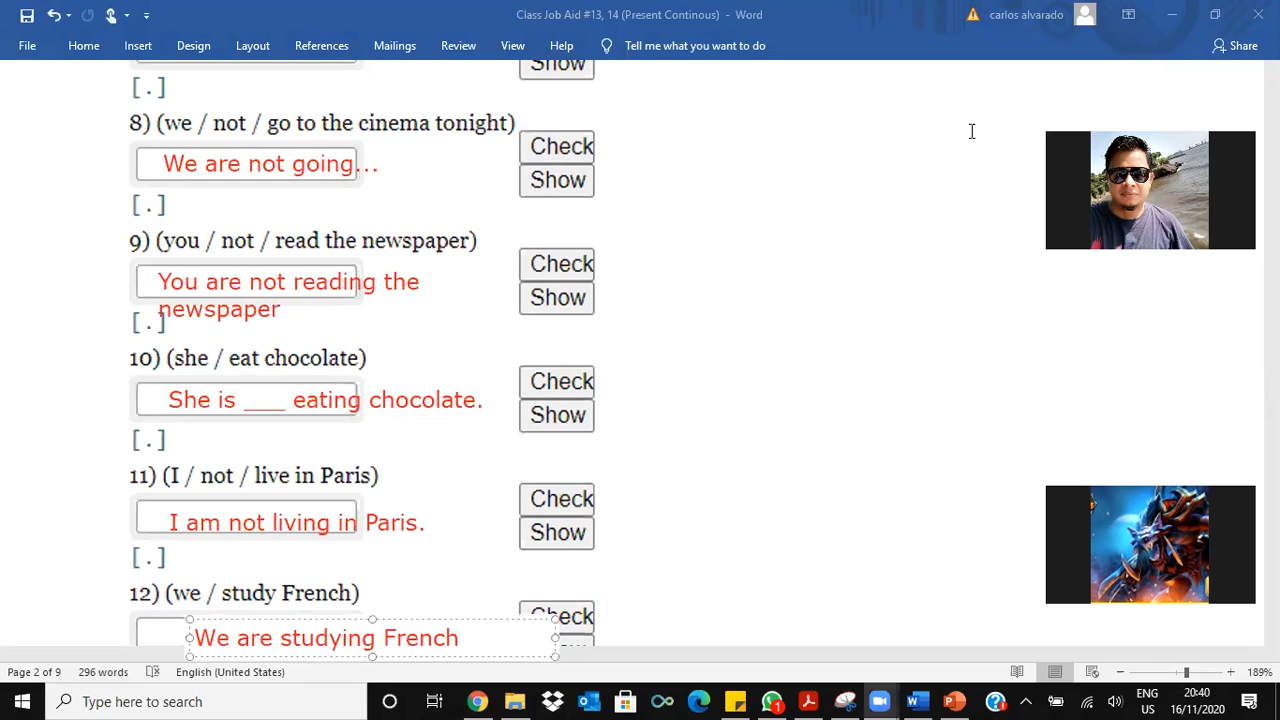 Class Job Aid #13, 14 (Present Continous) - Word
carlos alvarado
File Home Insert Design Layout References Mailings Review View Help Tell me what you want to do Share
Show
[ . ]
8) (we / not / go to the cinema tonight)
Check
We are not going...
Show
[ . ]
9) (you / not / read the newspaper)
Check
You are not reading the
newspaper
Show
[ . ]
10) (she / eat chocolate)
Check
She is ___ eating chocolate.
Show
[ . ]
11) (I / not / live in Paris)
Check
I am not living in Paris.
Show
[ . ]
12) (we / study French)
Check
We are studying French
Page 2 of 9 296 words English (United States) 189%
Type here to search
1
ENG
US
20:40
16/11/2020